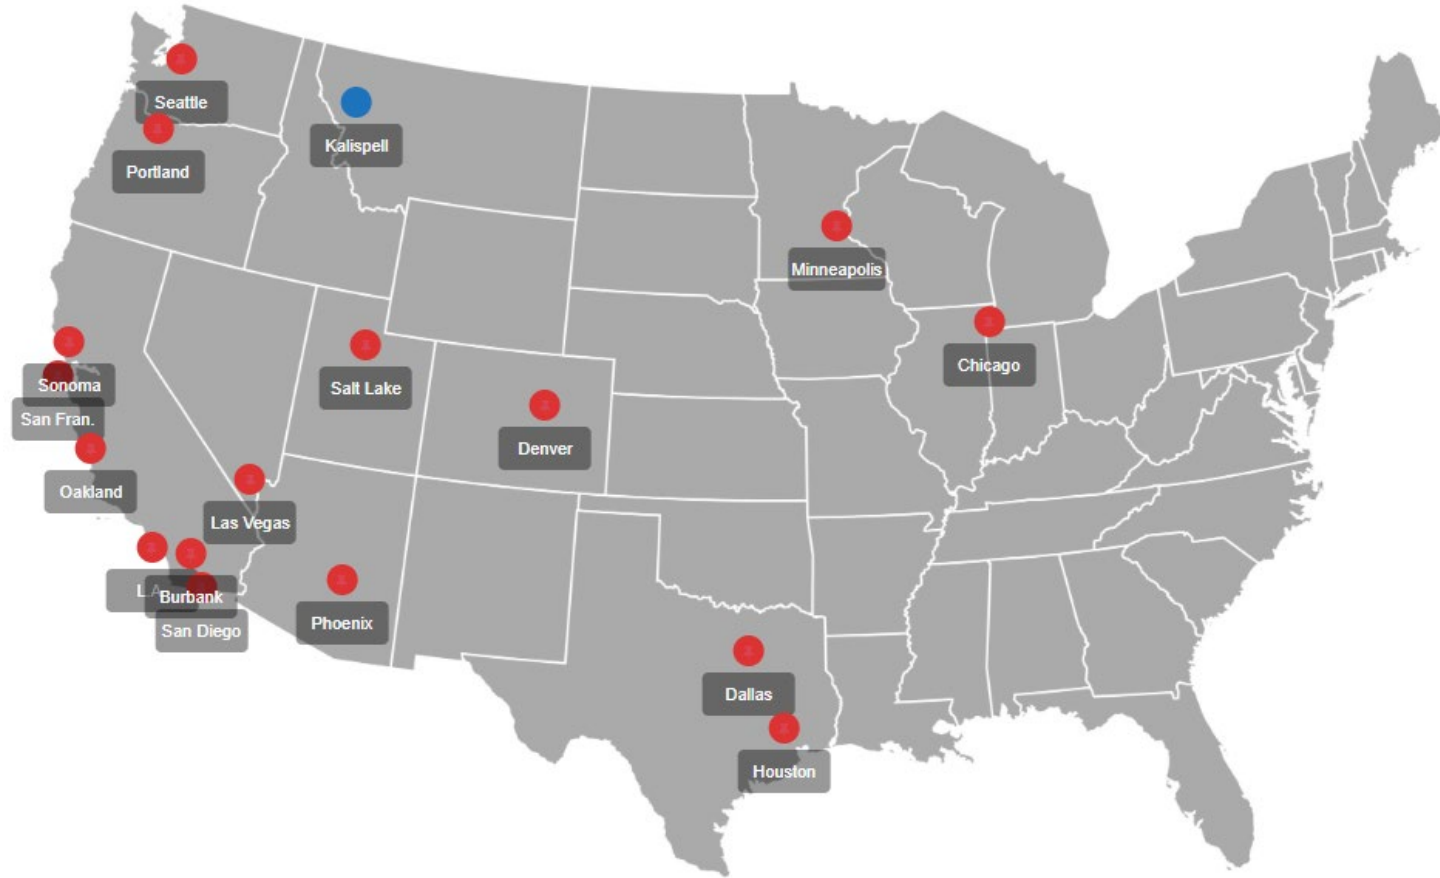 Seattle
Kalispell
Portland
Minneapolis
Chicago
Sonoma
Salt Lake
San Fran.
Denver
Oakland
Las Vegas
L.A.
Burbank
San Diego
Phoenix
Dallas
Houston